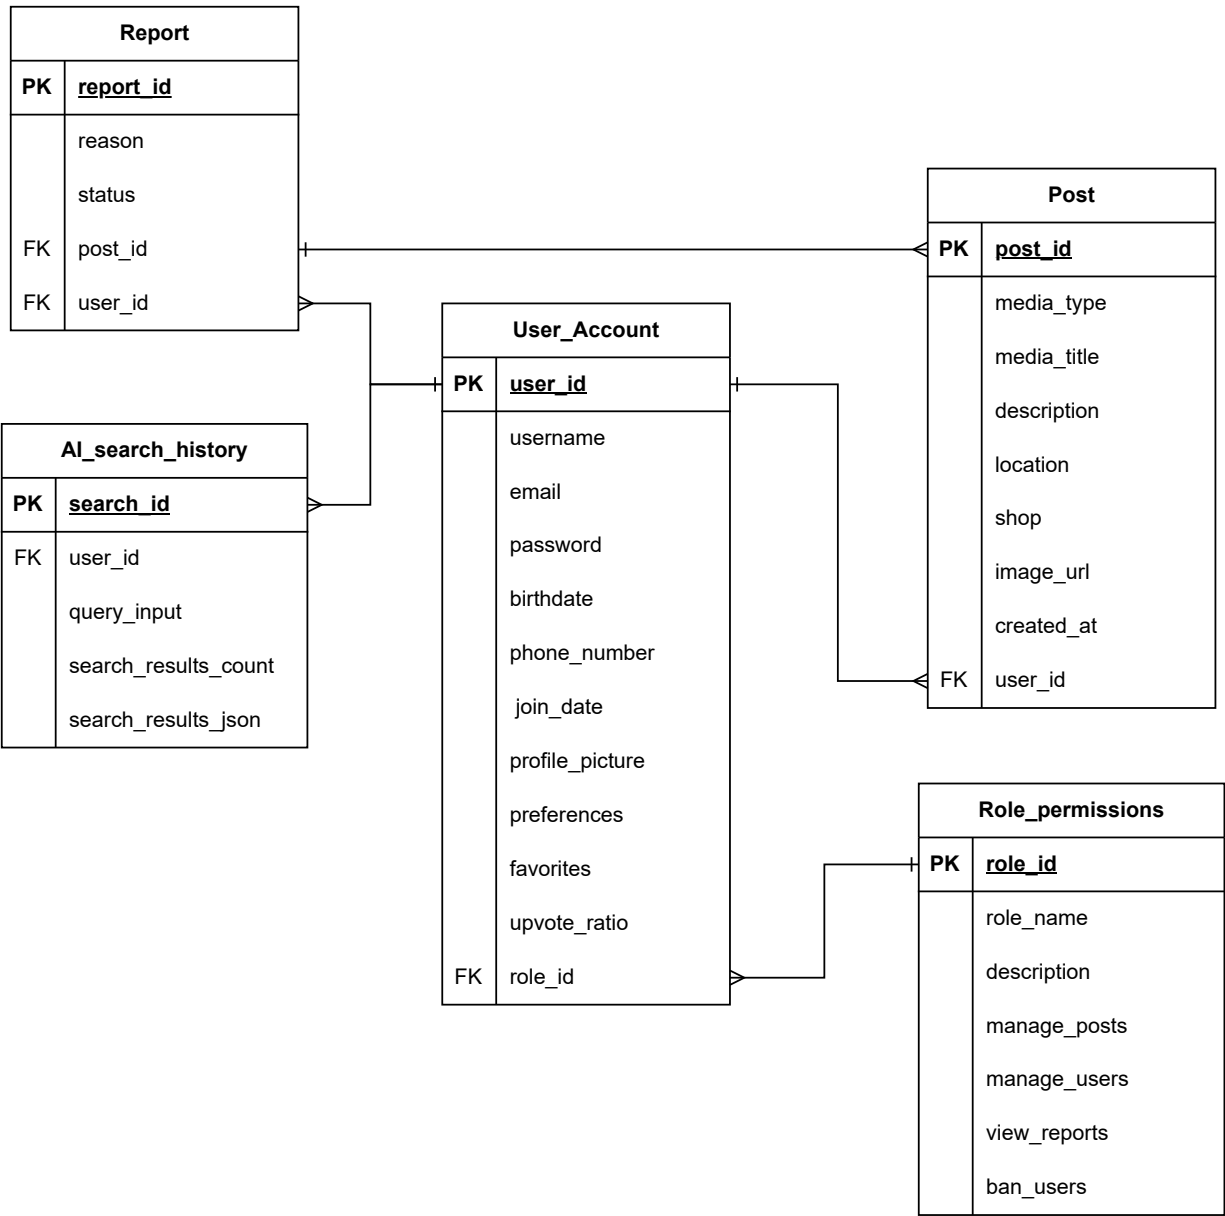 Report
PK report_id
reason
status
FK post_id
FK user_id
AI_search_history
PK search_id
FK user_id
query_input
search_results_count
search_results_json
User_Account
PK user_id
username
email
password
birthdate
phone_number
join_date
profile_picture
preferences
favorites
upvote_ratio
FK role_id
Post
PK post_id
media_type
media_title
description
location
shop
image_url
created_at
FK user_id
Role_permissions
PK role_id
role_name
description
manage_posts
manage_users
view_reports
ban_users